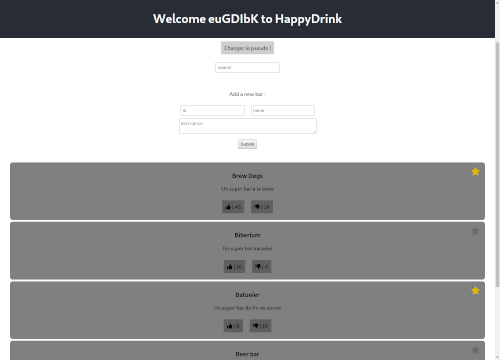 Welcome euGDIbK to HappyDrink
Changer le pseudo !
search
Add a new bar :
id
name
description
Submit
Brew Dogs
Un super bar à la bière
| 45
| 14
Biberium
Un super bar karaoké
| 16
| 4
Batonier
Un super bar de fin de soirée
| 8
| 10
Beer bar